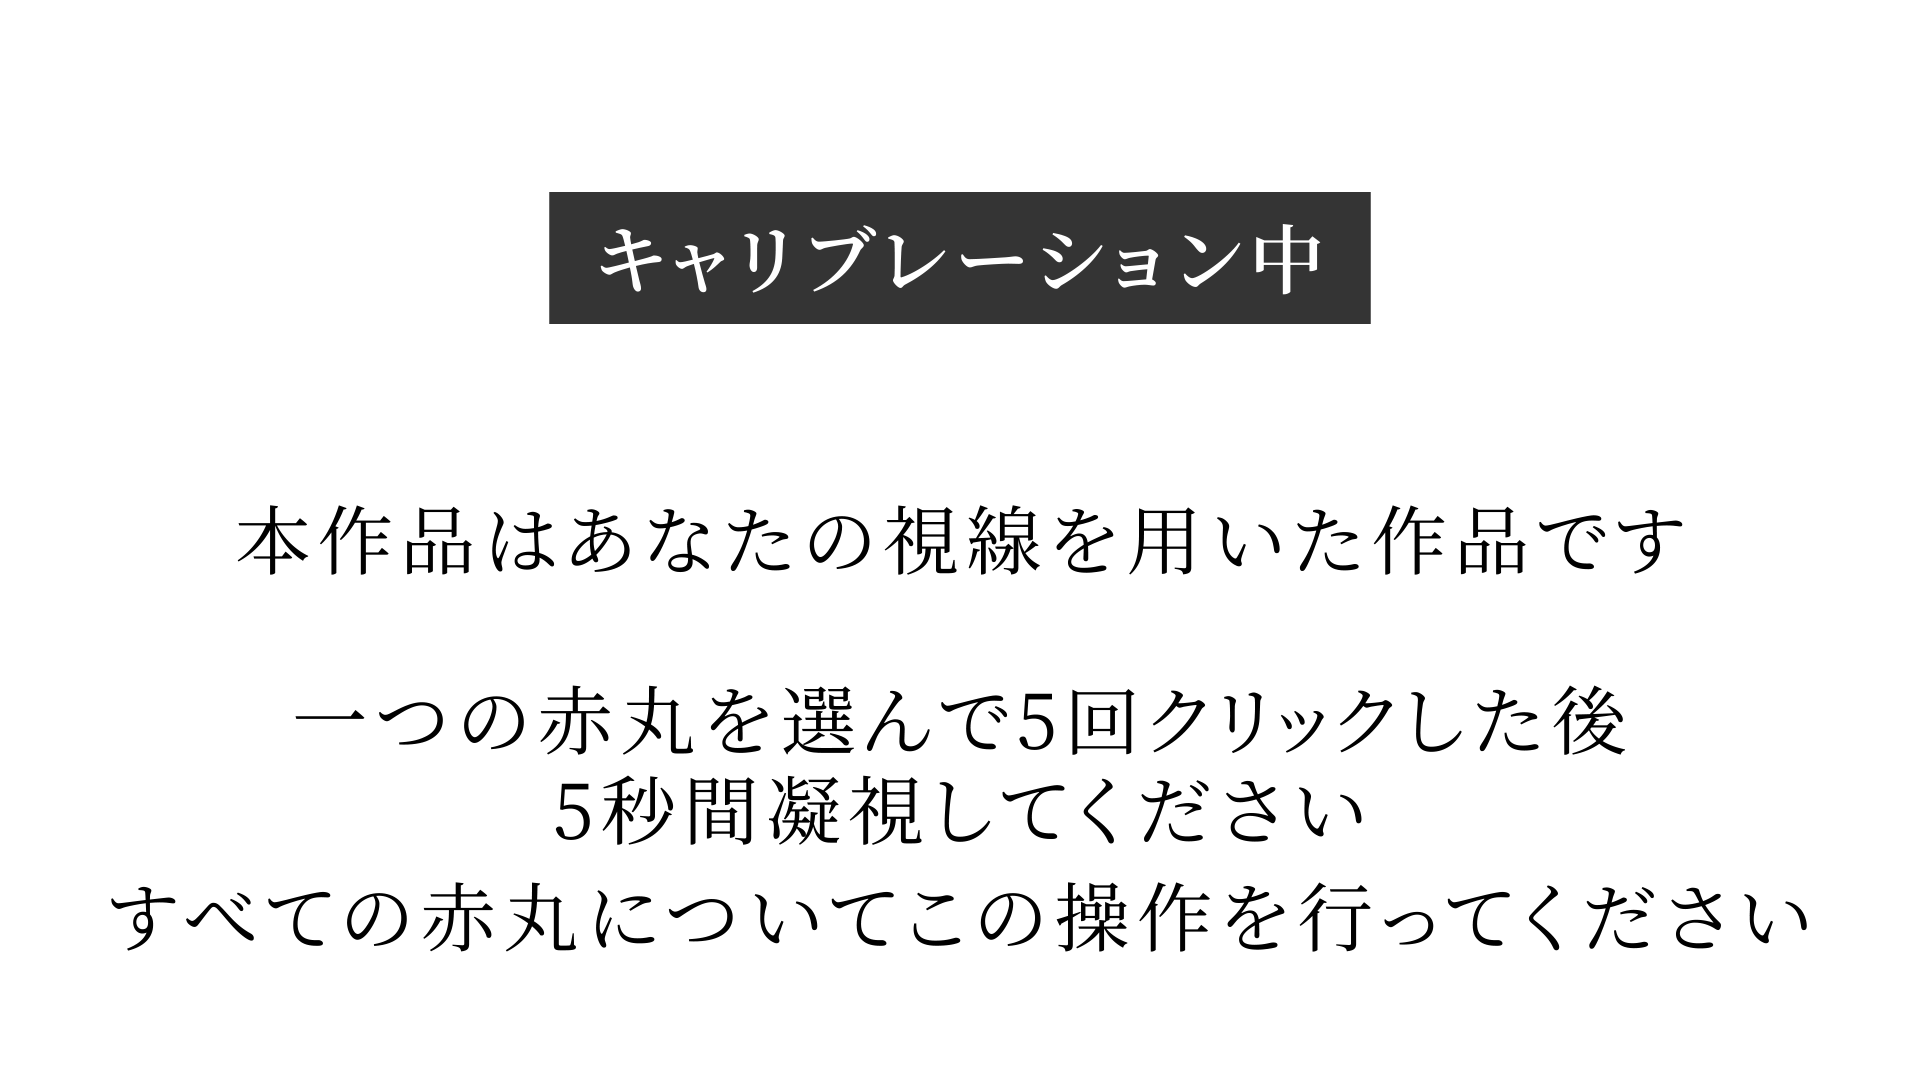 キャリブレーション中
本作品はあなたの視線を用いた作品です
一つの赤丸を選んで5回クリックした後
5秒間凝視してください
すべての赤丸についてこの操作を行ってください